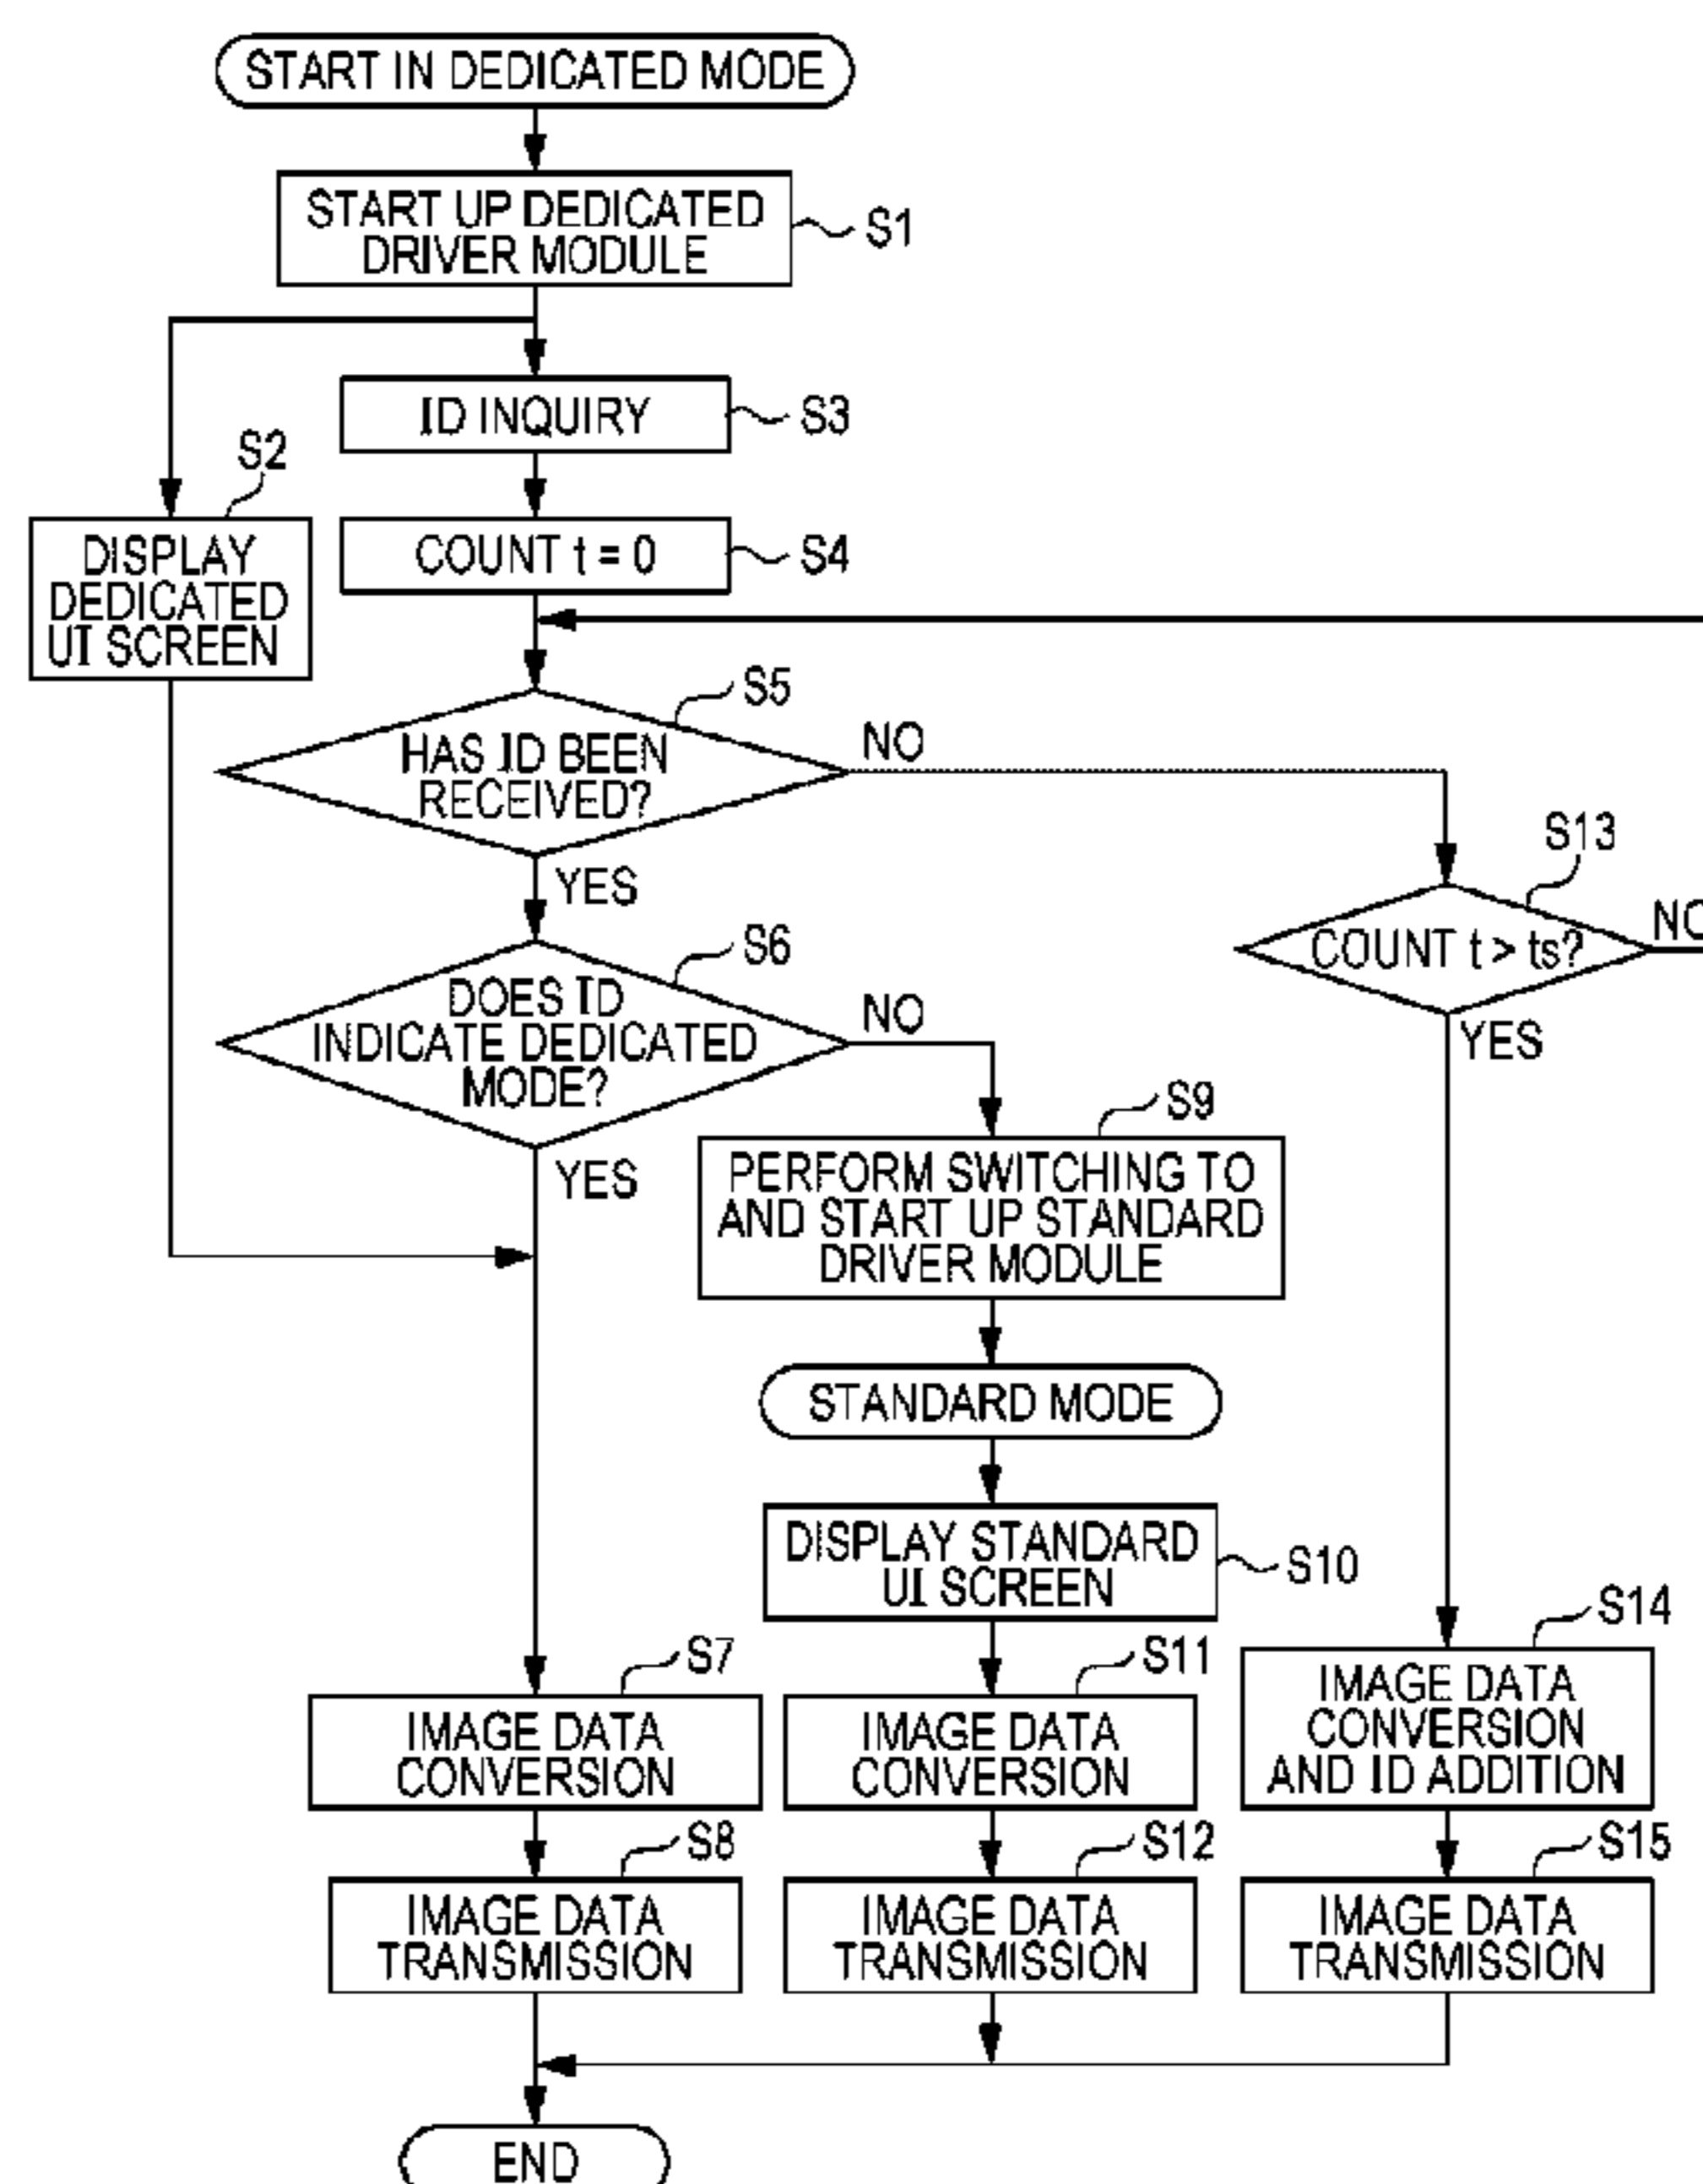 START IN DEDICATED MODE
START UP DEDICATED
DRIVER MODULE
S1
ID INQUIRY
S3
S2
DISPLAY
DEDICATED
UI SCREEN
COUNT t = 0
S4
S5
HAS ID BEEN
RECEIVED?
NO
YES
S13
COUNT t > ts?
NO
YES
S6
DOES ID
INDICATE DEDICATED
MODE?
NO
YES
S9
PERFORM SWITCHING TO
AND START UP STANDARD
DRIVER MODULE
STANDARD MODE
DISPLAY STANDARD
UI SCREEN
S10
S7
IMAGE DATA
CONVERSION
S11
IMAGE DATA
CONVERSION
S14
IMAGE DATA
CONVERSION
AND ID ADDITION
S8
IMAGE DATA
TRANSMISSION
S12
IMAGE DATA
TRANSMISSION
S15
IMAGE DATA
TRANSMISSION
END